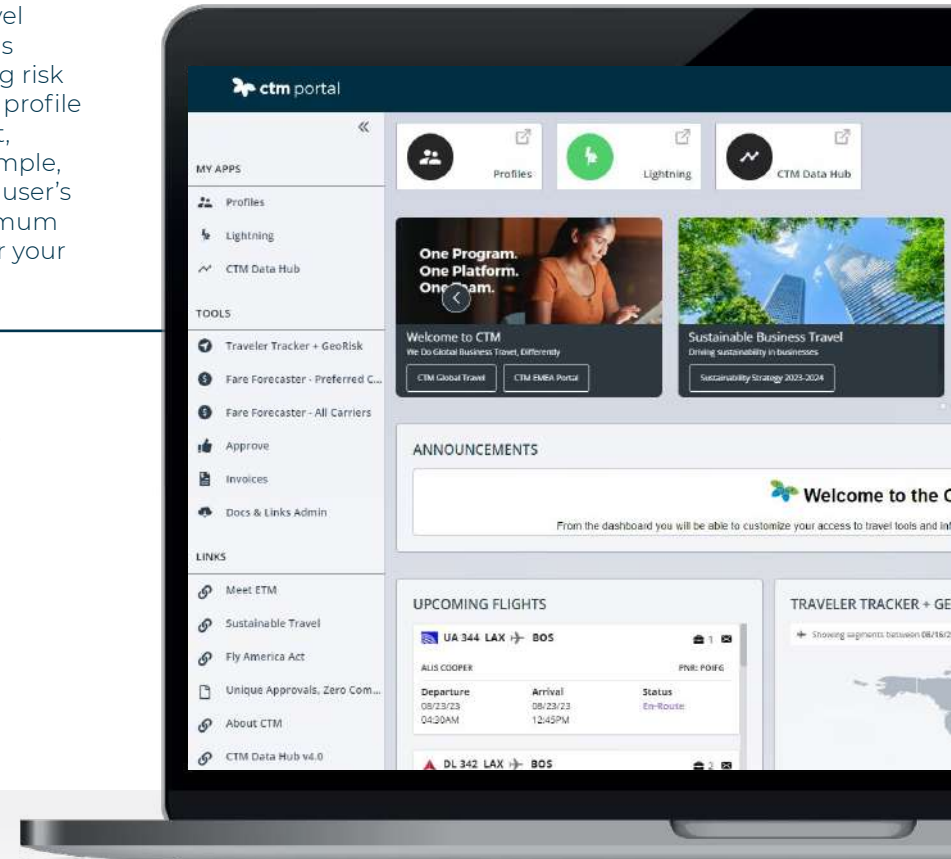 vel
s
g risk
profile
t,
mple,
user's
mum
r your
ctm portal
MY APPS
Profiles
Lightning
CTM Data Hub
TOOLS
Traveler Tracker + GeoRisk
Fare Forecaster - Preferred C...
Fare Forecaster - All Carriers
Approve
Invoices
Docs & Links Admin
LINKS
Meet ETM
Sustainable Travel
Fly America Act
Unique Approvals, Zero Com...
About CTM
CTM Data Hub v4.0
Profiles
Lightning
CTM Data Hub
One Program.
One Platform.
One Team.
Welcome to CTM
We Do Global Business Travel, Differently
CTM Global Travel
CTM EMEA Portal
Sustainable Business Travel
Driving sustainability in businesses
Sustainability Strategy 2023-2024
ANNOUNCEMENTS
Welcome to the C
From the dashboard you will be able to customize your access to travel tools and inf
UPCOMING FLIGHTS
UA 344 LAX BOS 1
ALIS COOPER PNR: POIFG
Departure Arrival Status
08/23/23 08/23/23 En-Route
04:30AM 12:45PM
DL 342 LAX BOS 2
TRAVELER TRACKER + GE
Showing segments between 08/16/2